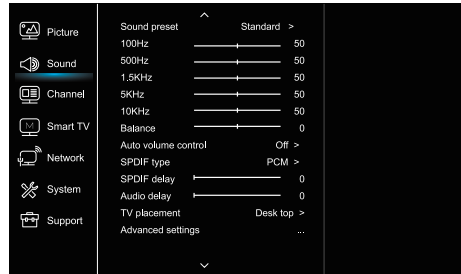 Picture
Sound
Channel
M
Smart TV
Network
System
Support
Sound preset Standard >
100Hz 50
500Hz 50
1.5KHz 50
5KHz 50
10KHz 50
Balance 0
Auto volume control Off >
SPDIF type PCM >
SPDIF delay 0
Audio delay 0
TV placement Desk top >
Advanced settings ...